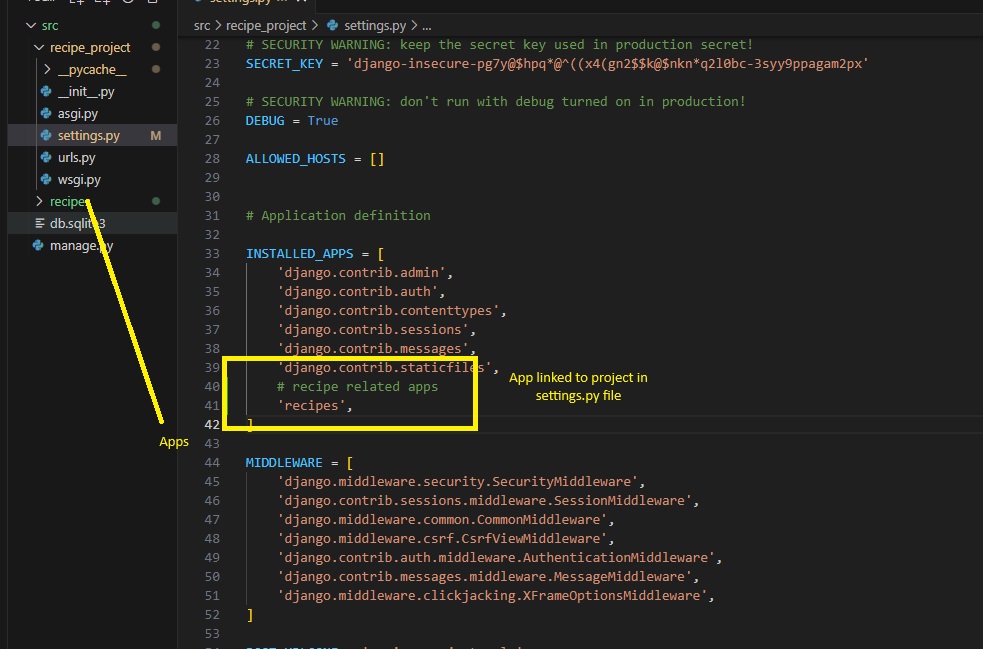 src
recipe_project
__pycache__
__init__.py
asgi.py
settings.py M
urls.py
wsgi.py
recipe
db.sqlite3
manage.py
Apps
settings.py
src > recipe_project > settings.py > ...
22 # SECURITY WARNING: keep the secret key used in production secret!
23 SECRET_KEY = 'django-insecure-pg7y@$hpq*@^((x4(gn2$$k@$nkn*q2l0bc-3syy9ppagam2px'
24
25 # SECURITY WARNING: don't run with debug turned on in production!
26 DEBUG = True
27
28 ALLOWED_HOSTS = []
29
30
31 # Application definition
32
33 INSTALLED_APPS = [
34 'django.contrib.admin',
35 'django.contrib.auth',
36 'django.contrib.contenttypes',
37 'django.contrib.sessions',
38 'django.contrib.messages',
39 'django.contrib.staticfiles',
40 # recipe related apps
41 'recipes',
42 ]
43
44 MIDDLEWARE = [
45 'django.middleware.security.SecurityMiddleware',
46 'django.contrib.sessions.middleware.SessionMiddleware',
47 'django.middleware.common.CommonMiddleware',
48 'django.middleware.csrf.CsrfViewMiddleware',
49 'django.contrib.auth.middleware.AuthenticationMiddleware',
50 'django.contrib.messages.middleware.MessageMiddleware',
51 'django.middleware.clickjacking.XFrameOptionsMiddleware',
52 ]
53
App linked to project in
settings.py file